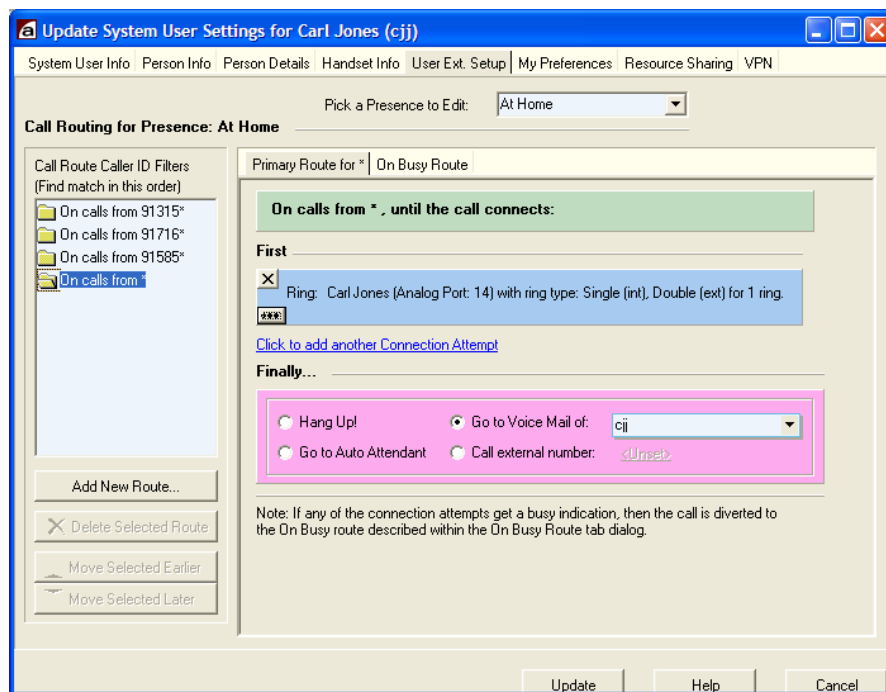 Update System User Settings for Carl Jones (cjj)
System User Info Person Info Person Details Handset Info User Ext. Setup My Preferences Resource Sharing VPN
Pick a Presence to Edit: At Home
Call Routing for Presence: At Home
Call Route Caller ID Filters
(Find match in this order)
On calls from 91315*
On calls from 91716*
On calls from 91585*
On calls from *
Add New Route...
Delete Selected Route
Move Selected Earlier
Move Selected Later
Primary Route for * On Busy Route
On calls from * , until the call connects:
First
Ring: Carl Jones (Analog Port: 14) with ring type: Single (int), Double (ext) for 1 ring.
Click to add another Connection Attempt
Finally...
Hang Up! Go to Voice Mail of: cjj
Go to Auto Attendant Call external number: <Unset>
Note: If any of the connection attempts get a busy indication, then the call is diverted to
the On Busy route described within the On Busy Route tab dialog.
Update Help Cancel